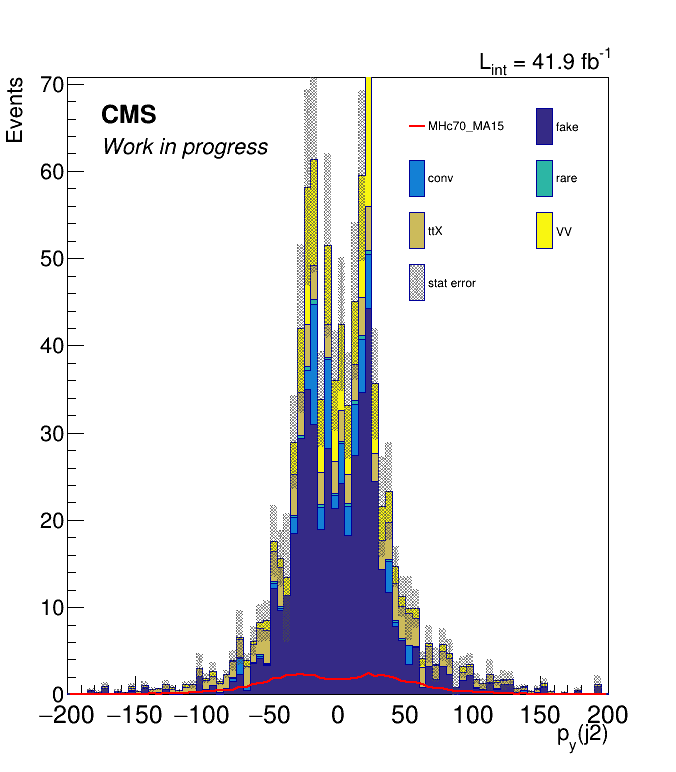 L_int = 41.9 fb^-1
Events
CMS
Work in progress
MHc70_MA15
fake
conv
rare
ttX
VV
stat error
70
60
50
40
30
20
10
0
−200 −150 −100 −50 0 50 100 150 200
p_y(j2)